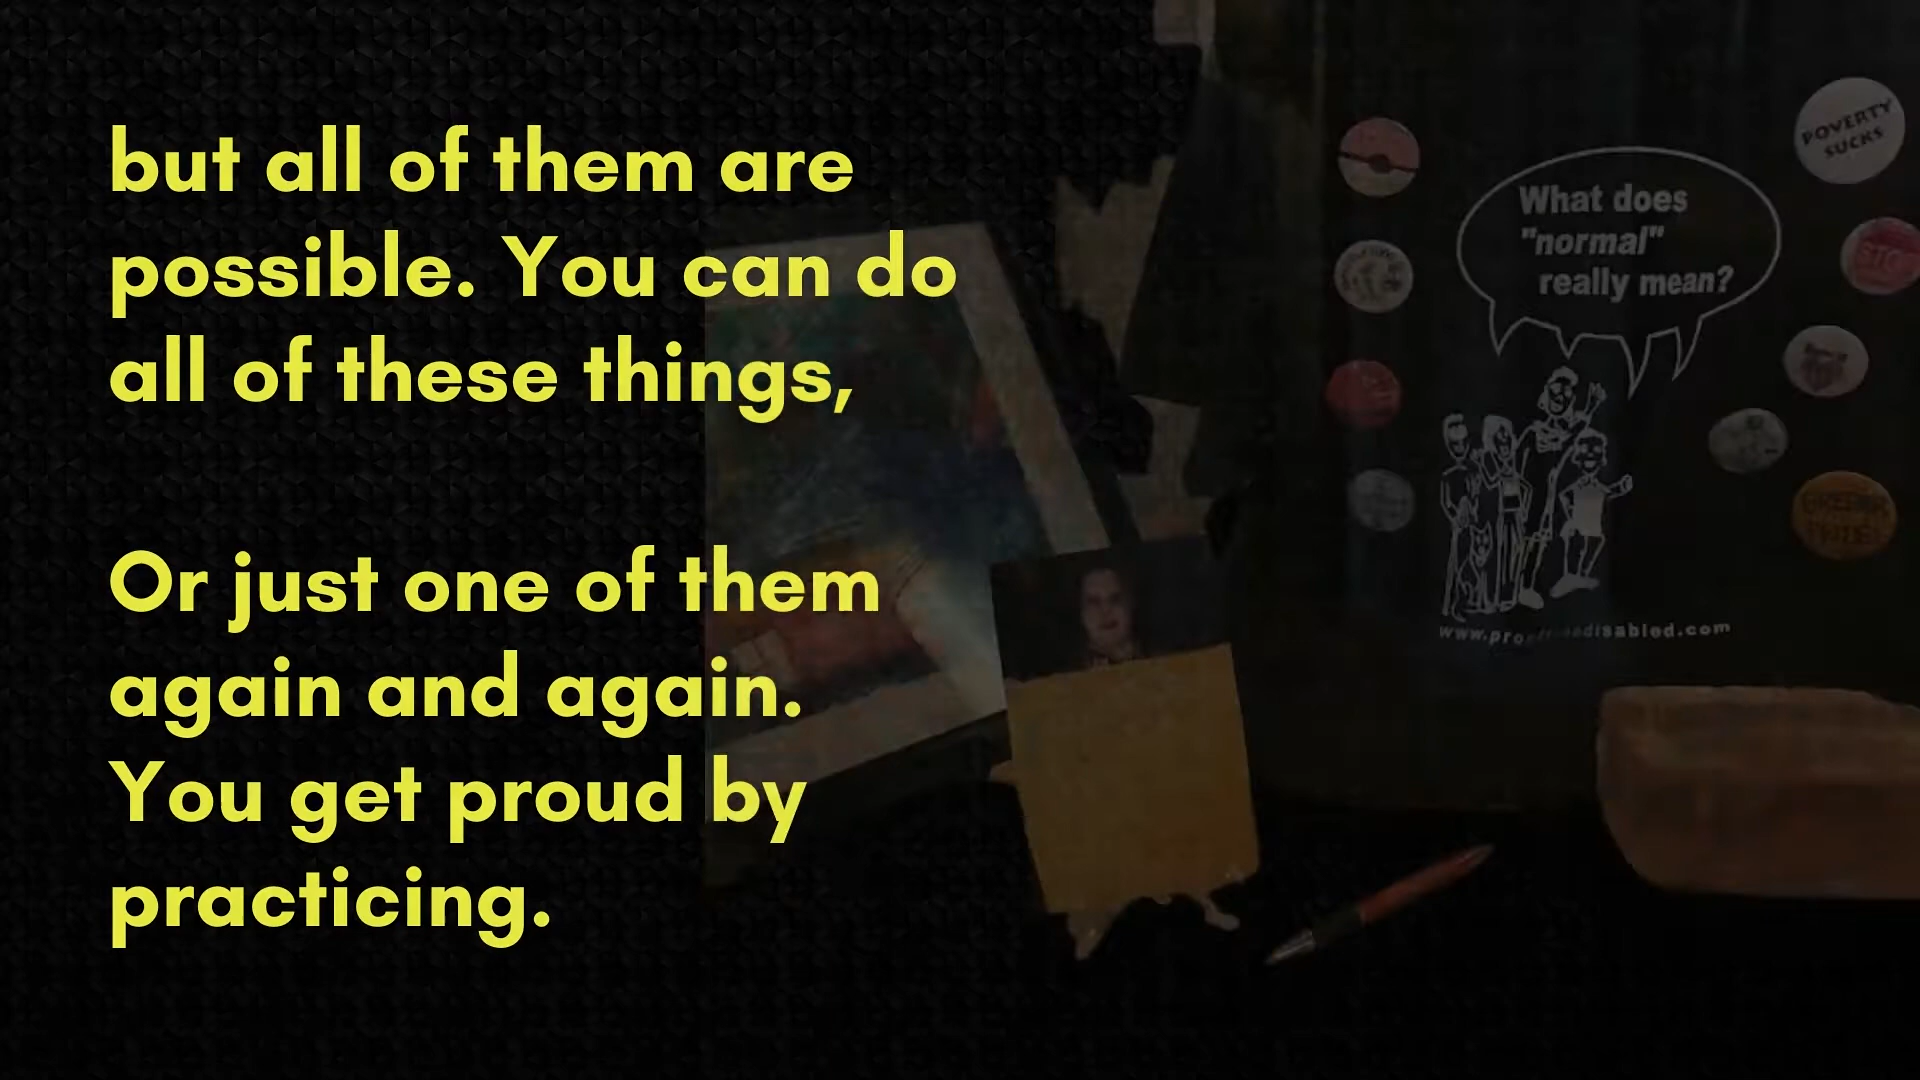 but all of them are
possible. You can do
all of these things,
Or just one of them
again and again.
You get proud by
practicing.
POVERTY
SUCKS
What does
"normal"
really mean?
STOP